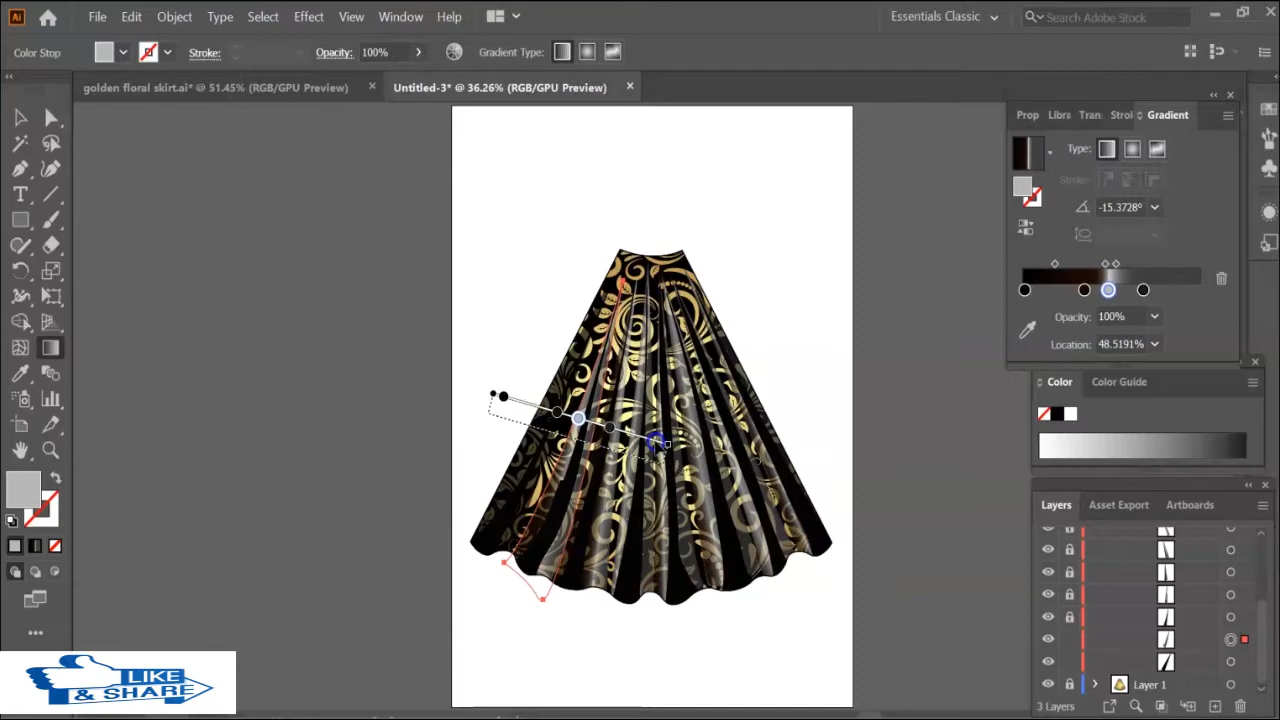 Ai File Edit Object Type Select Effect View Window Help Essentials Classic Search Adobe Stock
Color Stop Stroke: Opacity: 100% Gradient Type:
golden floral skirt.ai* @ 51.45% (RGB/GPU Preview) × Untitled-3* @ 36.26% (RGB/GPU Preview) ×
Prop Libra Tran Strol Gradient
Type:
Stroke:
-15.3728°
Opacity: 100%
Location: 48.5191%
Color Color Guide
Layers Asset Export Artboards
Layer 1
3 Layers
LIKE
& SHARE